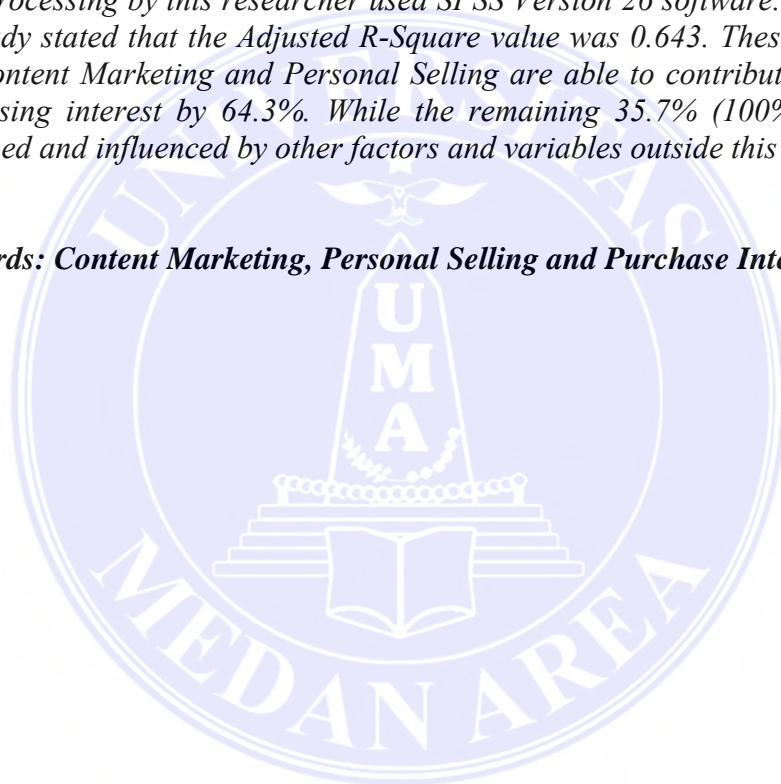 rocessing by this researcher used SPSS Version 26 software.
dy stated that the Adjusted R-Square value was 0.643. Thes
ontent Marketing and Personal Selling are able to contribut
sing interest by 64.3%. While the remaining 35.7% (100%
ed and influenced by other factors and variables outside this
rds: Content Marketing, Personal Selling and Purchase Inte
UNIVERSITAS
U
M
A
MEDAN AREA